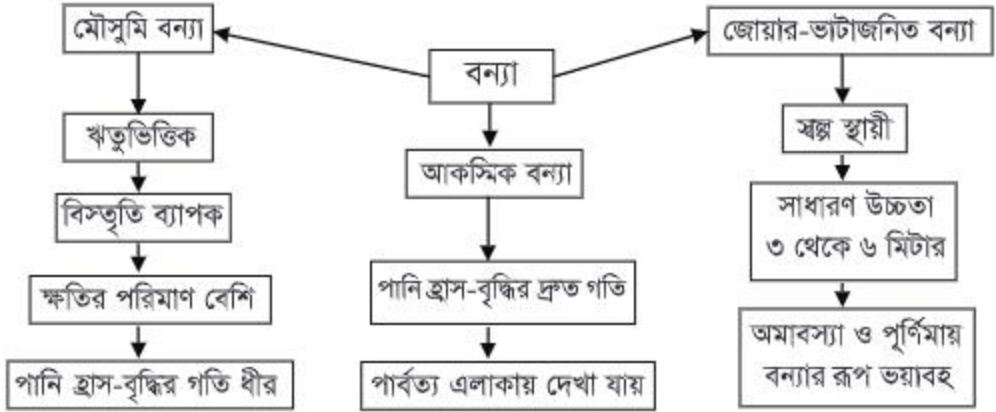 বন্যা
মৌসুমি বন্যা
ঋতুভিত্তিক
বিস্তৃতি ব্যাপক
ক্ষতির পরিমাণ বেশি
পানি হ্রাস-বৃদ্ধির গতি ধীর
আকস্মিক বন্যা
পানি হ্রাস-বৃদ্ধির দ্রুত গতি
পার্বত্য এলাকায় দেখা যায়
জোয়ার-ভাটাজনিত বন্যা
স্বল্প স্থায়ী
সাধারণ উচ্চতা
৩ থেকে ৬ মিটার
অমাবস্যা ও পূর্ণিমায়
বন্যার রূপ ভয়াবহ